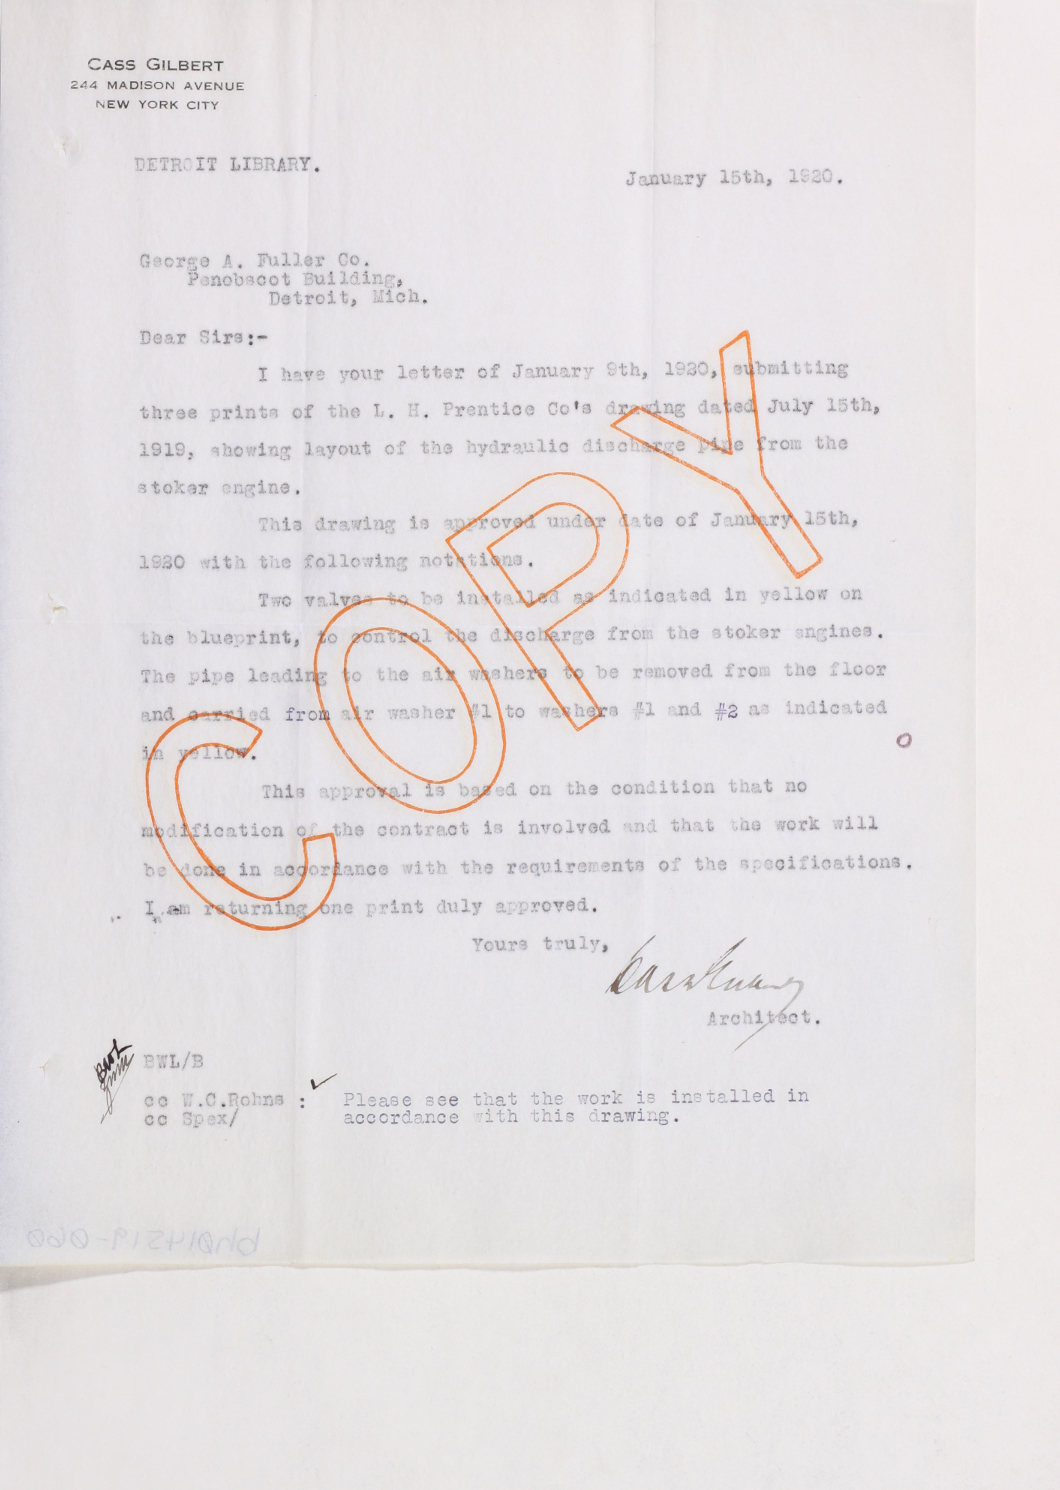 CASS GILBERT
244 MADISON AVENUE
NEW YORK CITY
DETROIT LIBRARY.
January 15th, 1920.
George A. Fuller Co.
Penobscot Building,
Detroit, Mich.
Dear Sirs:-
I have your letter of January 9th, 1920, submitting
three prints of the L. H. Prentice Co's drawing dated July 15th,
1919, showing layout of the hydraulic discharge pipe from the
stoker engine.
This drawing is approved under date of January 15th,
1920 with the following notations.
Two valves to be installed as indicated in yellow on
the blueprint, to control the discharge from the stoker engines.
The pipe leading to the air washers to be removed from the floor
and carried from air washer #1 to washers #1 and #2 as indicated
in yellow.
This approval is based on the condition that no
modification of the contract is involved and that the work will
be done in accordance with the requirements of the specifications.
I am returning one print duly approved.
Yours truly,
Cass Gilbert
Architect.
BWL/B
cc W.C.Rohns : Please see that the work is installed in
cc Spex/ accordance with this drawing.
COPY
bh014519-060